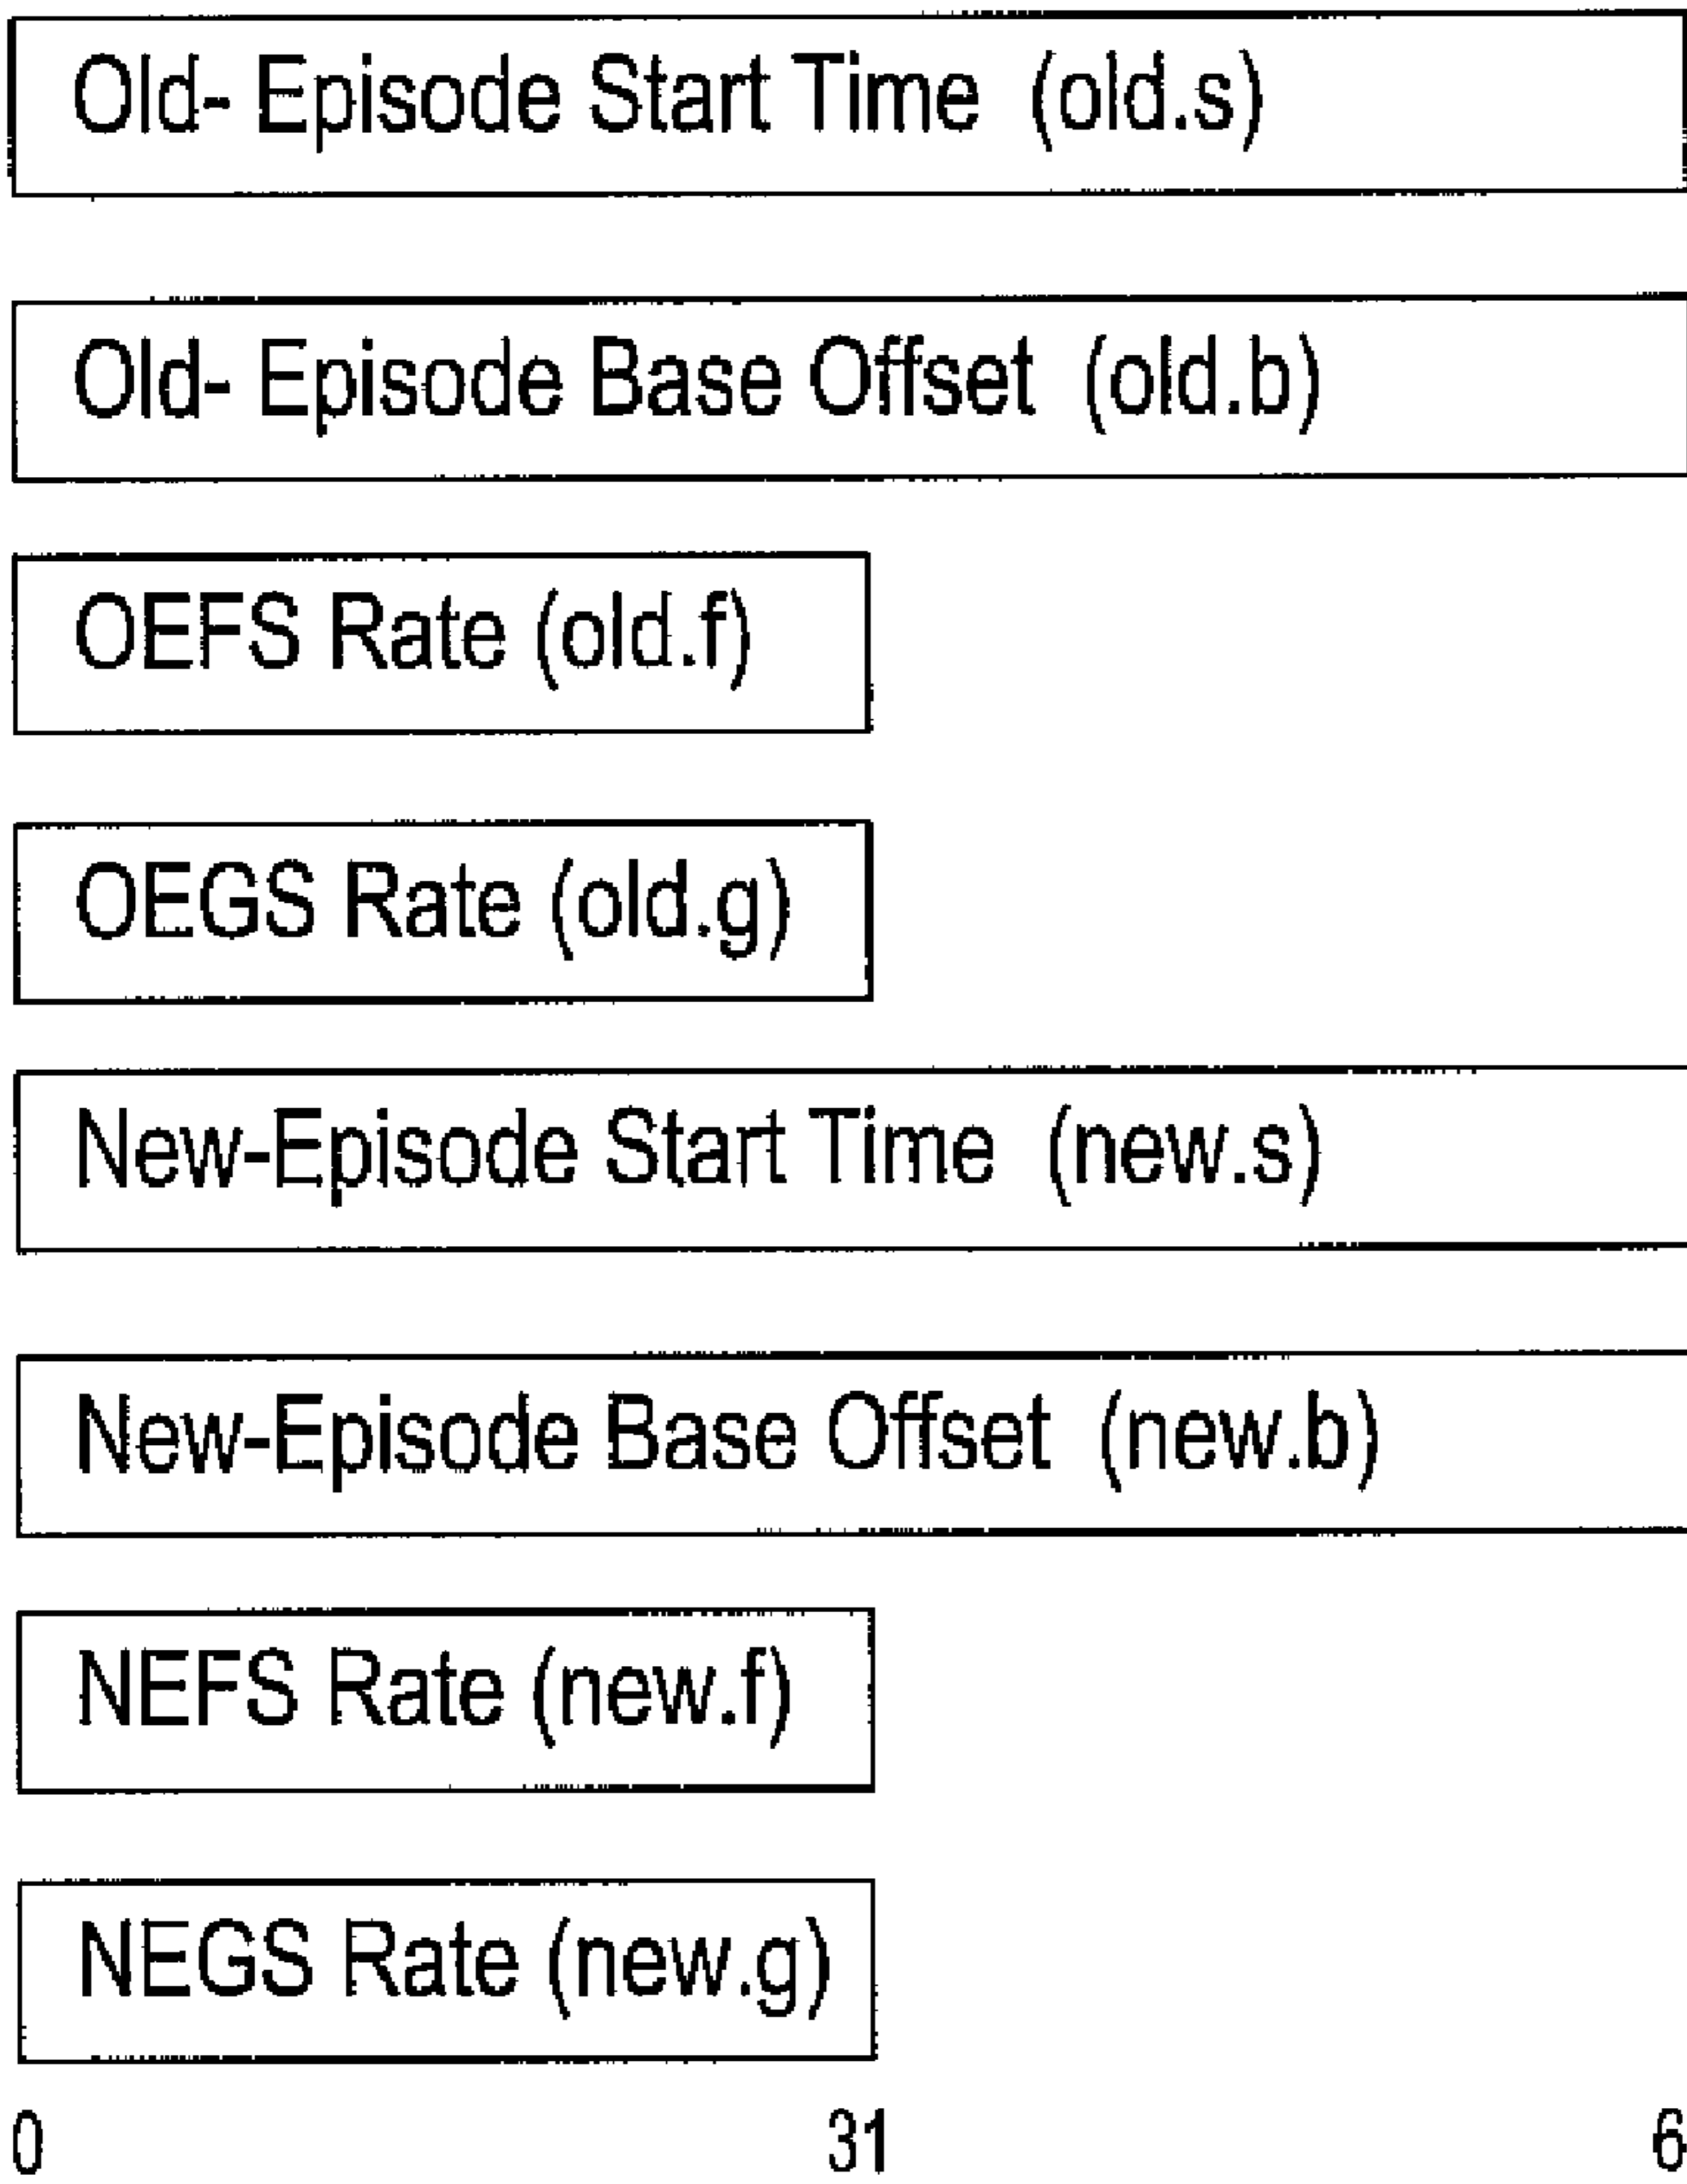 Old- Episode Start Time (old.s)
Old- Episode Base Offset (old.b)
OEFS Rate (old.f)
OEGS Rate (old.g)
New-Episode Start Time (new.s)
New-Episode Base Offset (new.b)
NEFS Rate (new.f)
NEGS Rate (new.g)
0 31 6